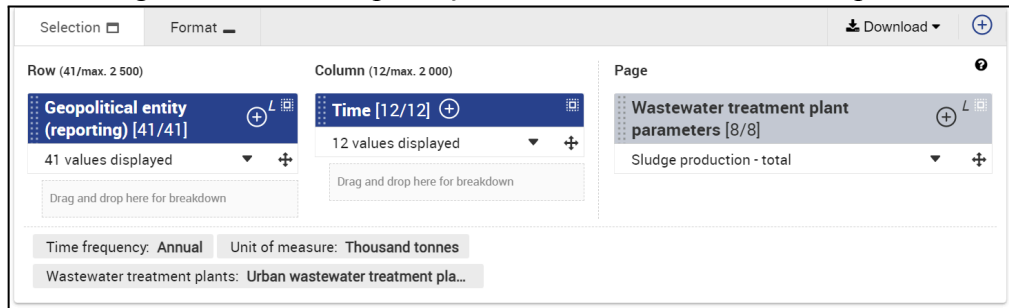 Selection
Format
Download
Row (41/max. 2 500)
Column (12/max. 2 000)
Page
Geopolitical entity
(reporting) [41/41]
L
Time [12/12]
Wastewater treatment plant
parameters [8/8]
L
41 values displayed
12 values displayed
Sludge production - total
Drag and drop here for breakdown
Drag and drop here for breakdown
Time frequency: Annual
Unit of measure: Thousand tonnes
Wastewater treatment plants: Urban wastewater treatment pla...